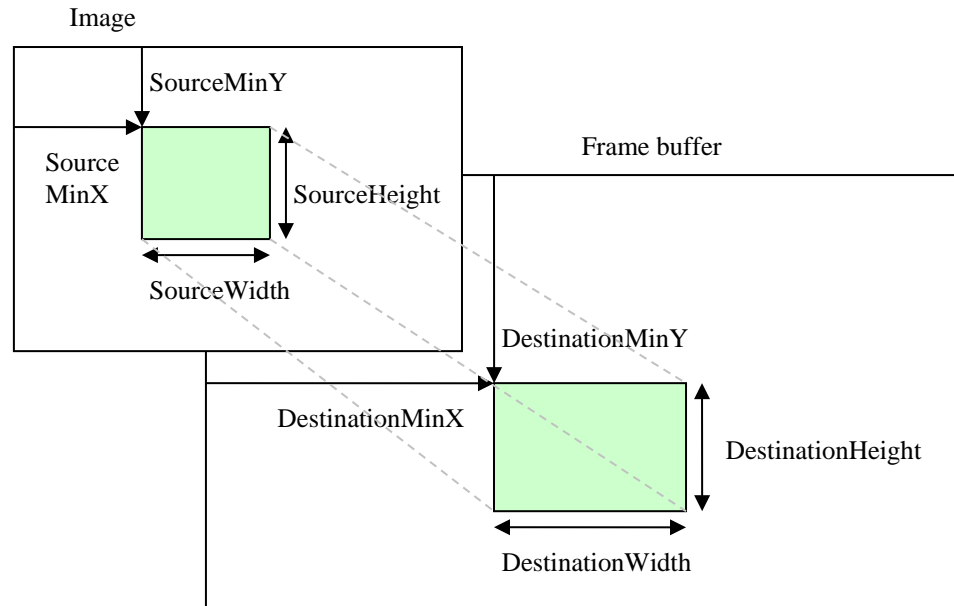 Image
SourceMinY
Source
MinX
SourceHeight
SourceWidth
Frame buffer
DestinationMinY
DestinationMinX
DestinationHeight
DestinationWidth